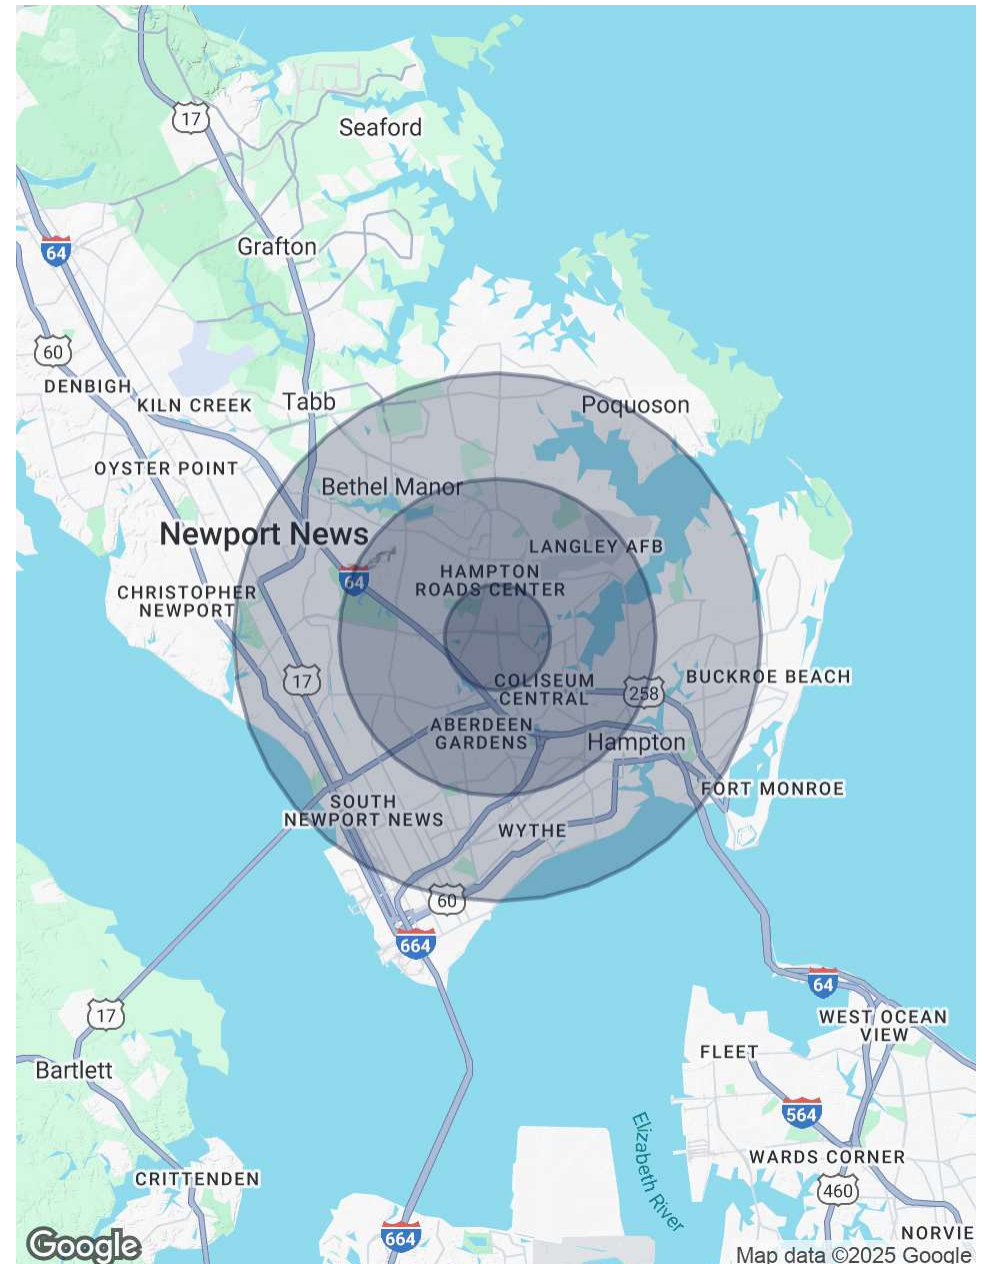 Seaford
17
Grafton
64
60
DENBIGH
KILN CREEK
Tabb
Poquoson
OYSTER POINT
Bethel Manor
Newport News
LANGLEY AFB
HAMPTON
ROADS CENTER
64
CHRISTOPHER
NEWPORT
17
COLISEUM
CENTRAL
258
BUCKROE BEACH
ABERDEEN
GARDENS
Hampton
FORT MONROE
SOUTH
NEWPORT NEWS
WYTHE
60
664
64
17
WEST OCEAN
VIEW
FLEET
Bartlett
564
Elizabeth River
WARDS CORNER
CRITTENDEN
460
664
NORVIE
Google
Map data ©2025 Google